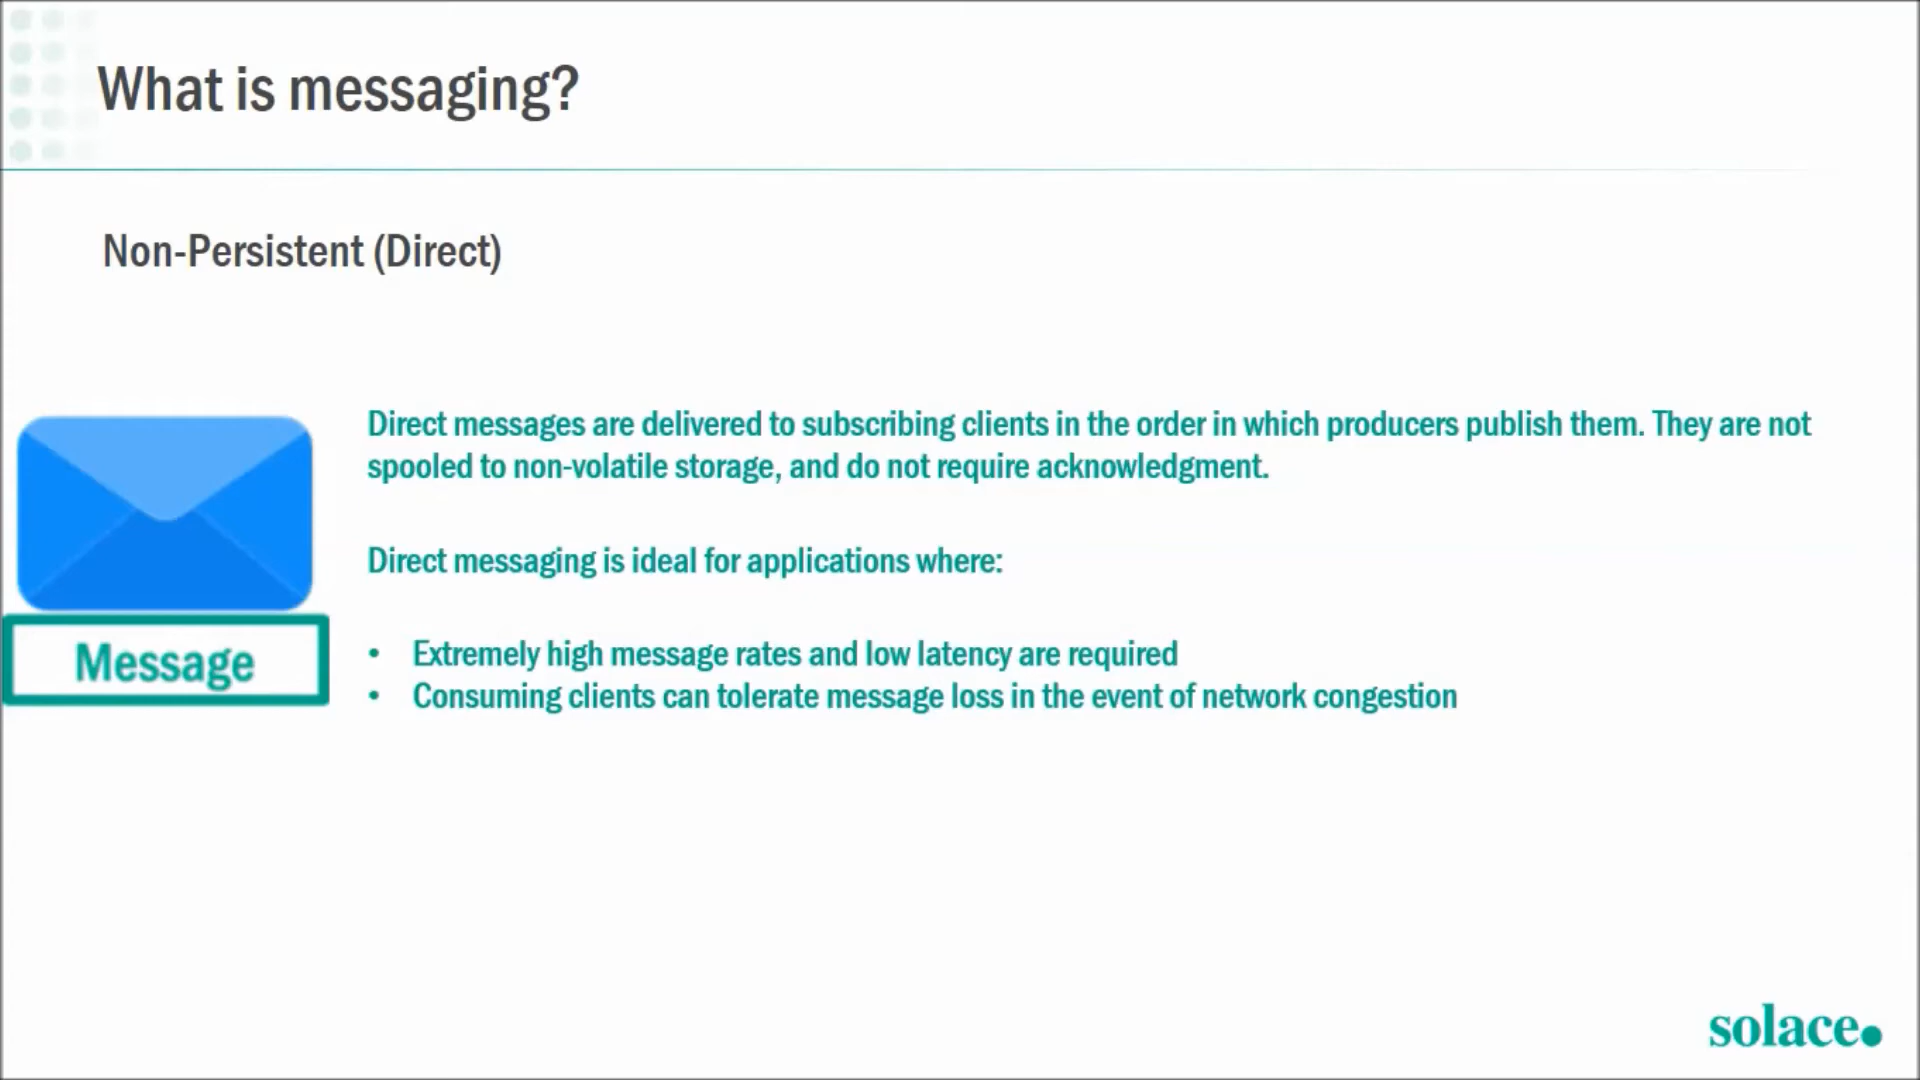 What is messaging?
Non-Persistent (Direct)
Direct messages are delivered to subscribing clients in the order in which producers publish them. They are not
spooled to non-volatile storage, and do not require acknowledgment.
Direct messaging is ideal for applications where:
• Extremely high message rates and low latency are required
• Consuming clients can tolerate message loss in the event of network congestion
Message
solace.